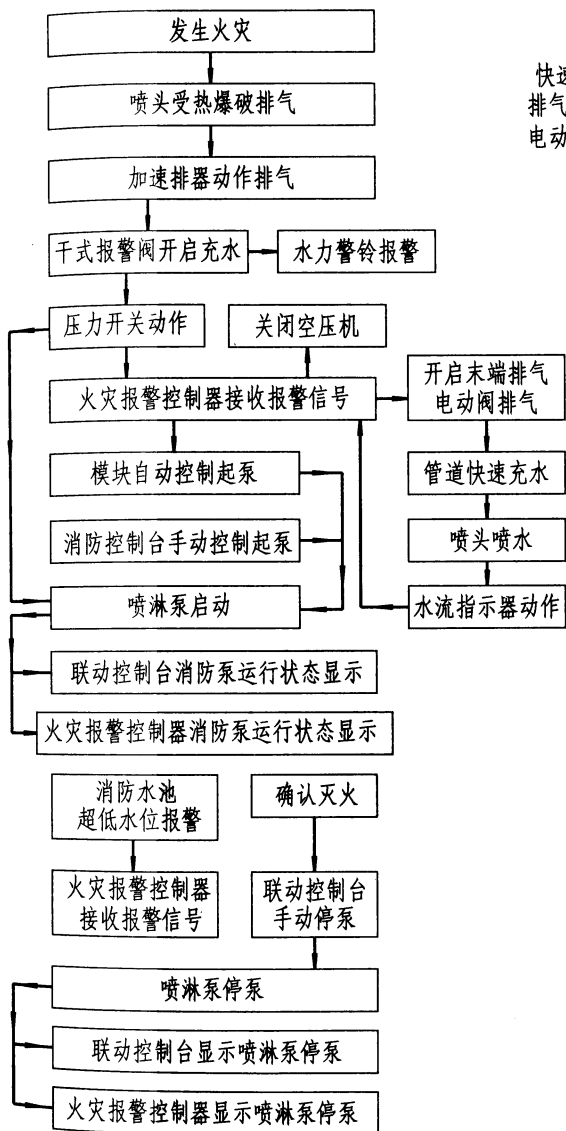 发生火灾
喷头受热爆破排气
加速排器动作排气
干式报警阀开启充水
水力警铃报警
压力开关动作
关闭空压机
火灾报警控制器接收报警信号
开启末端排气
电动阀排气
模块自动控制起泵
管道快速充水
消防控制台手动控制起泵
喷头喷水
喷淋泵启动
水流指示器动作
联动控制台消防泵运行状态显示
火灾报警控制器消防泵运行状态显示
消防水池
超低水位报警
确认灭火
火灾报警控制器
接收报警信号
联动控制台
手动停泵
喷淋泵停泵
联动控制台显示喷淋泵停泵
火灾报警控制器显示喷淋泵停泵
快速
排气
电动